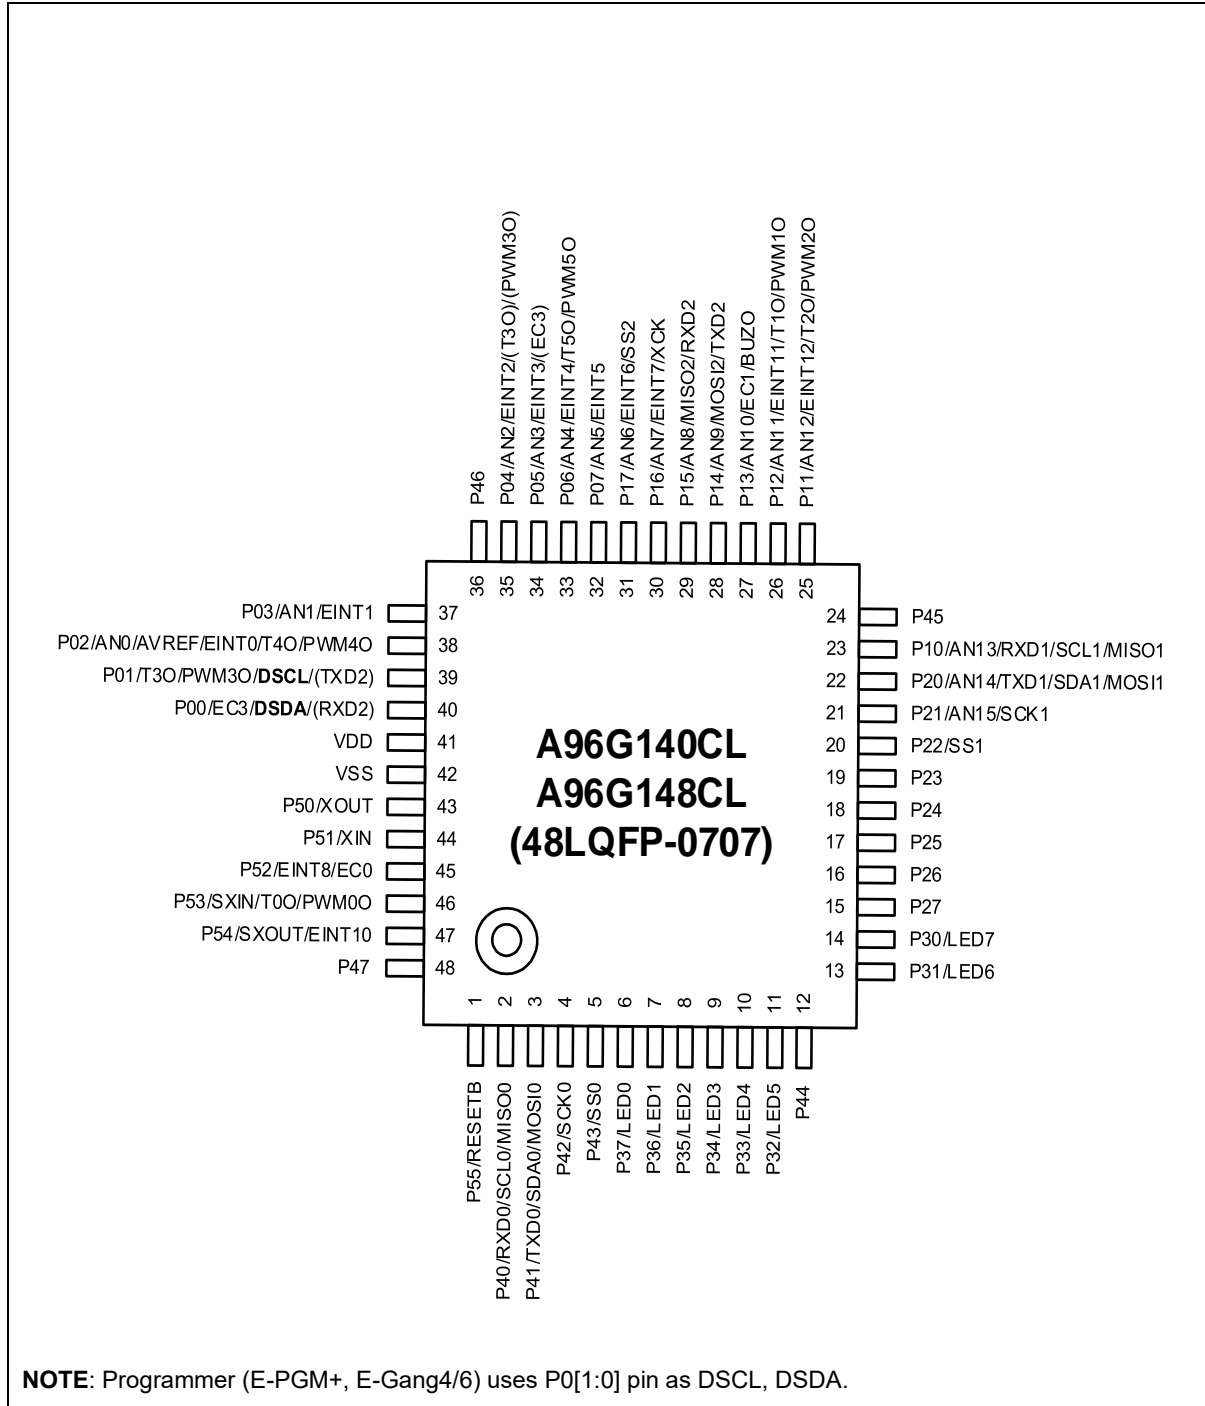 P46
P04/AN2/EINT2/(T3O)/(PWM3O)
P05/AN3/EINT3/(EC3)
P06/AN4/EINT4/T5O/PWM5O
P07/AN5/EINT5
P17/AN6/EINT6/SS2
P16/AN7/EINT7/XCK
P15/AN8/MISO2/RXD2
P14/AN9/MOSI2/TXD2
P13/AN10/EC1/BUZO
P12/AN11/EINT11/T1O/PWM1O
P11/AN12/EINT12/T2O/PWM2O
36
35
34
33
32
31
30
29
28
27
26
25
P03/AN1/EINT1
37
P02/AN0/AVREF/EINT0/T4O/PWM4O
38
P01/T3O/PWM3O/DSCL/(TXD2)
39
P00/EC3/DSDA/(RXD2)
40
VDD
41
VSS
42
P50/XOUT
43
P51/XIN
44
P52/EINT8/EC0
45
P53/SXIN/T0O/PWM0O
46
P54/SXOUT/EINT10
47
P47
48
A96G140CL
A96G148CL
(48LQFP-0707)
24
P45
23
P10/AN13/RXD1/SCL1/MISO1
22
P20/AN14/TXD1/SDA1/MOSI1
21
P21/AN15/SCK1
20
P22/SS1
19
P23
18
P24
17
P25
16
P26
15
P27
14
P30/LED7
13
P31/LED6
1
2
3
4
5
6
7
8
9
10
11
12
P55/RESETB
P40/RXD0/SCL0/MISO0
P41/TXD0/SDA0/MOSI0
P42/SCK0
P43/SS0
P37/LED0
P36/LED1
P35/LED2
P34/LED3
P33/LED4
P32/LED5
P44
NOTE: Programmer (E-PGM+, E-Gang4/6) uses P0[1:0] pin as DSCL, DSDA.